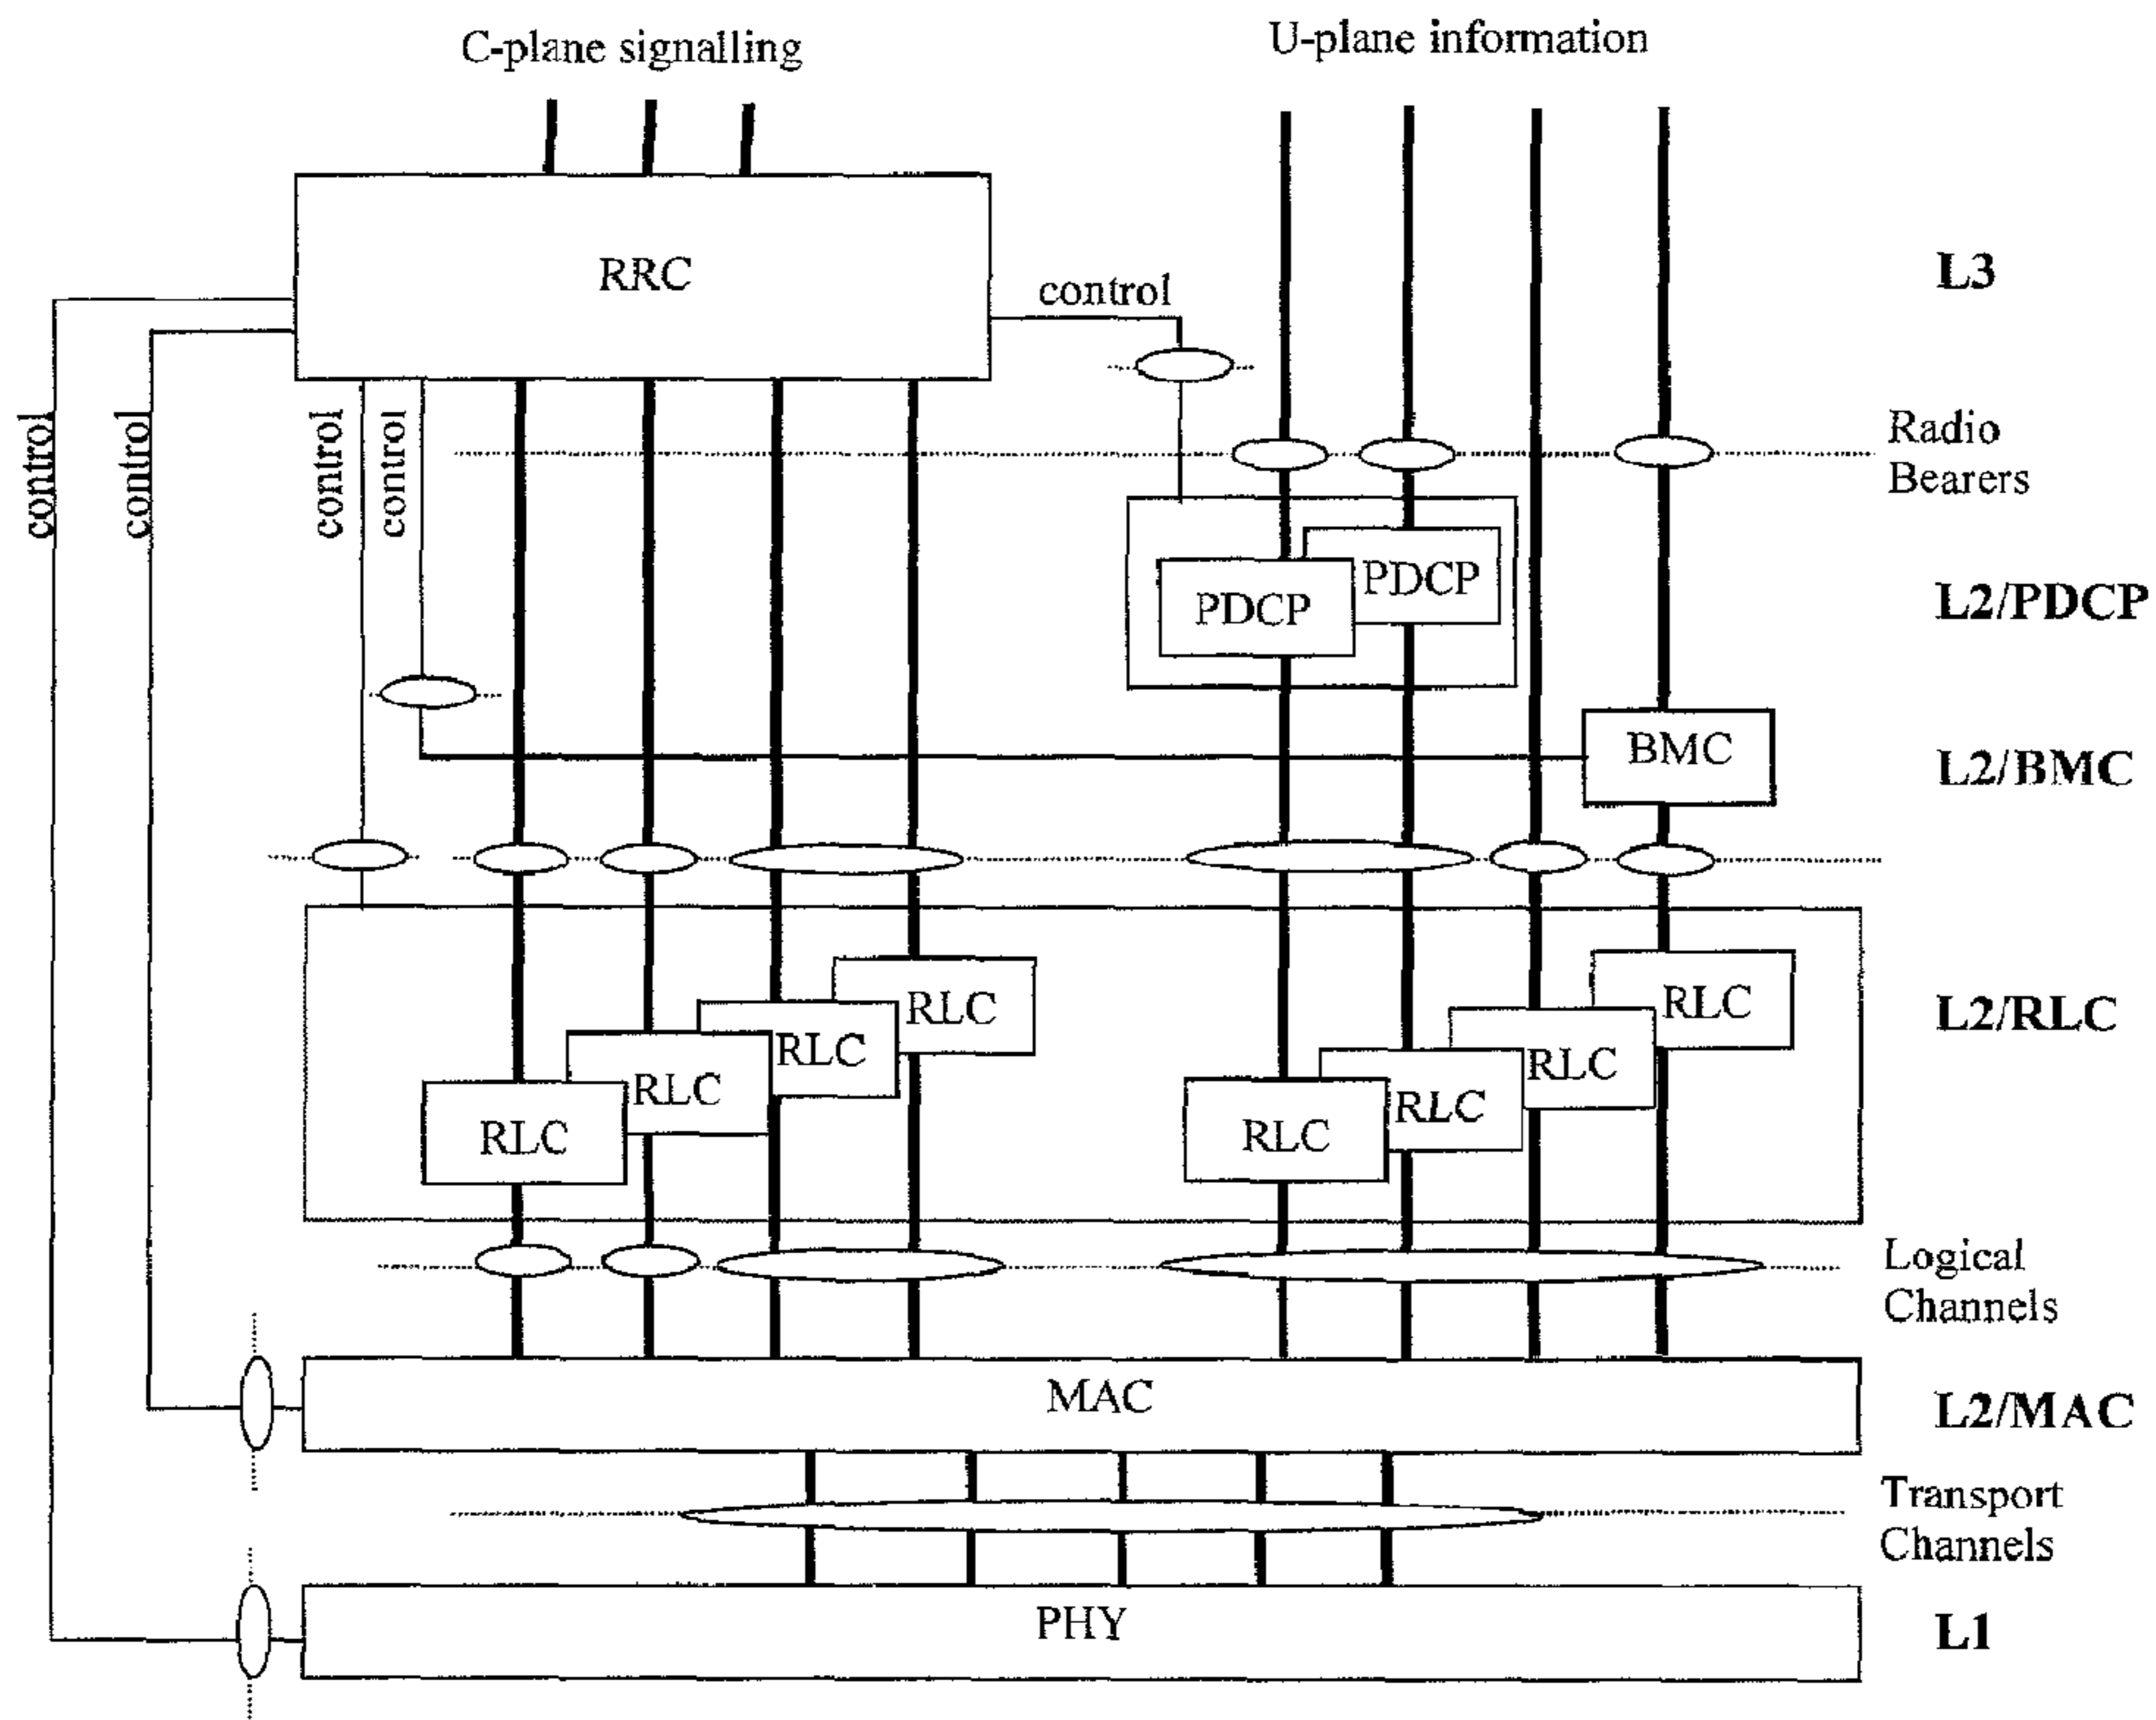 C-plane signalling
U-plane information
RRC
control
L3
control
control
control
control
Radio
Bearers
PDCP
PDCP
L2/PDCP
BMC
L2/BMC
RLC
RLC
RLC
RLC
RLC
RLC
RLC
RLC
L2/RLC
Logical
Channels
MAC
L2/MAC
Transport
Channels
PHY
L1